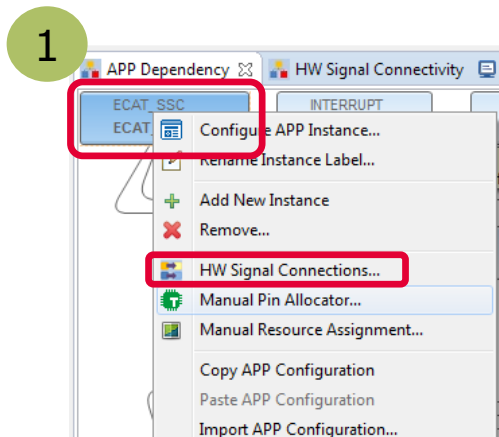 1
APP Dependency HW Signal Connectivity
ECAT_SSC INTERRUPT
ECAT
Configure APP Instance...
Rename Instance Label...
Add New Instance
Remove...
HW Signal Connections...
Manual Pin Allocator...
Manual Resource Assignment...
Copy APP Configuration
Paste APP Configuration
Import APP Configuration...